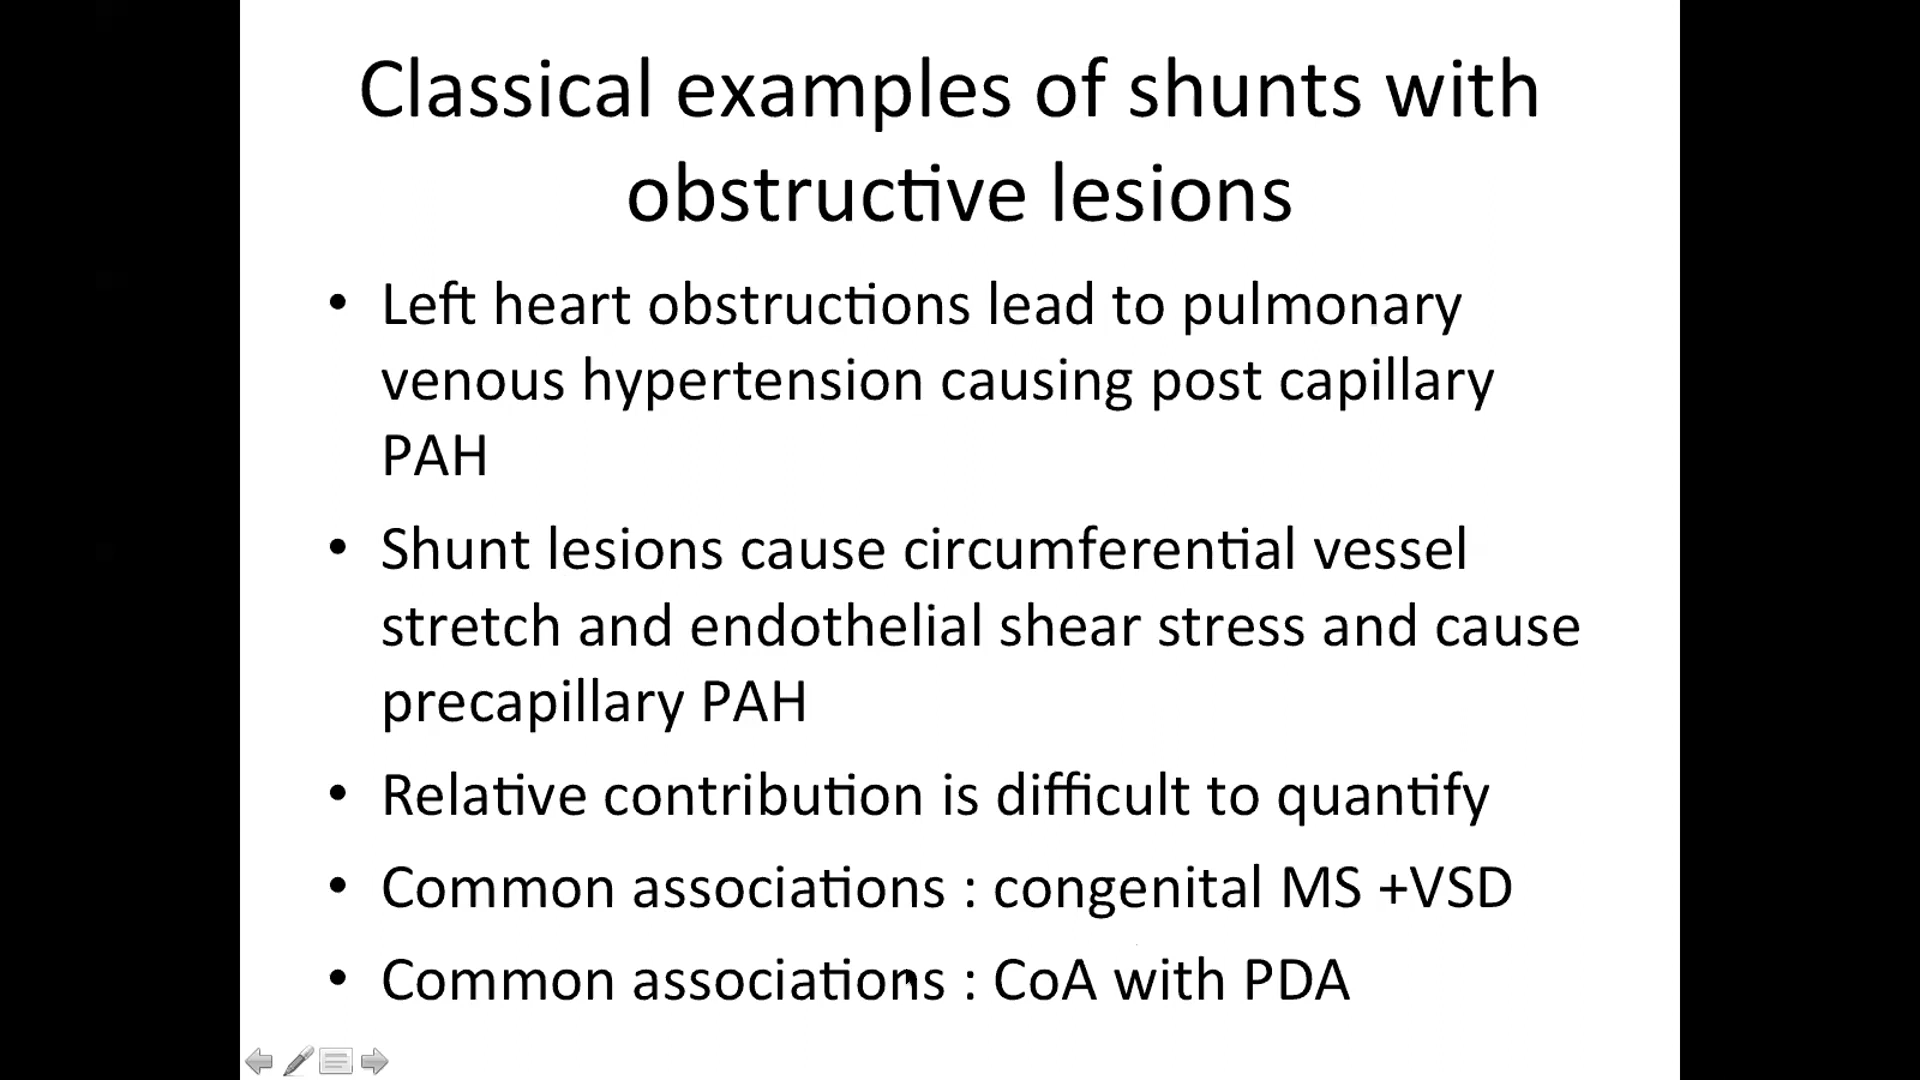 Classical examples of shunts with
obstructive lesions
• Left heart obstructions lead to pulmonary
venous hypertension causing post capillary
PAH
• Shunt lesions cause circumferential vessel
stretch and endothelial shear stress and cause
precapillary PAH
• Relative contribution is difficult to quantify
• Common associations : congenital MS +VSD
• Common associations : CoA with PDA